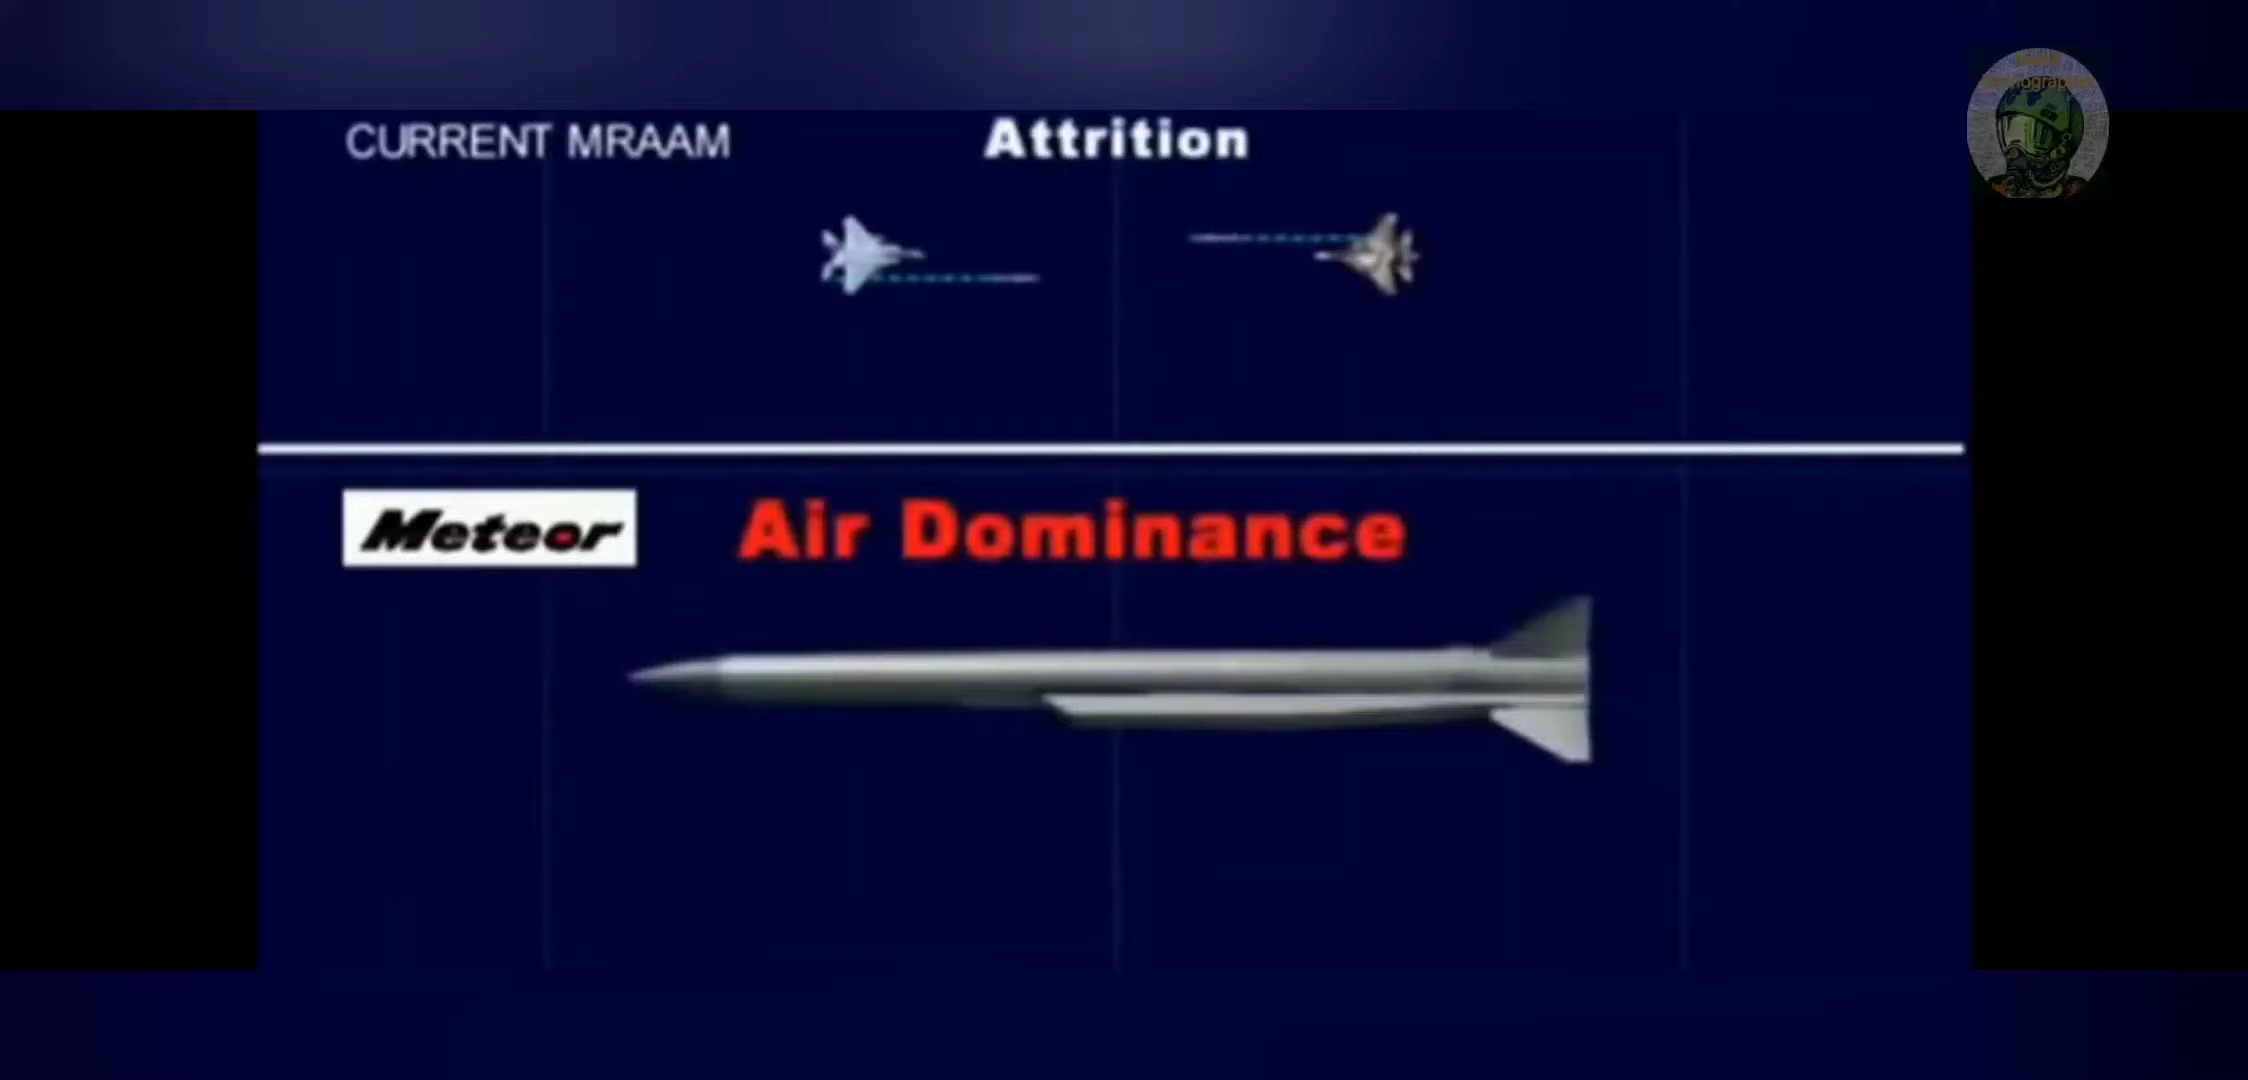 CURRENT MRAAM
Attrition
Meteor
Air Dominance